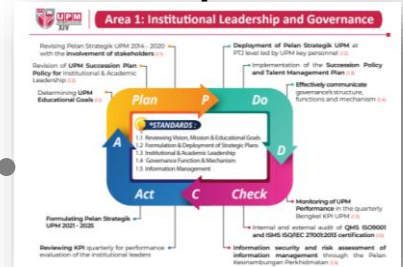 UPM
Area 1: Institutional Leadership and Governance
Revising Pelan Strategik UPM 2014 - 2020
with the involvement of stakeholders
Revision of UPM Succession Plan
Policy for Institutional & Academic
Leadership
Determining UPM
Educational Goals
Deployment of Pelan Strategik UPM at
PTJ level led by UPM key personnel
Implementation of the Succession Policy
and Talent Management Plan
Effectively communicate
governance's structure,
functions and mechanism
Plan
P
Do
D
Check
C
Act
A
*STANDARDS :
1.1 Reviewing Vision, Mission & Educational Goals
1.2 Formulation & Deployment of Strategic Plans
1.3 Institutional & Academic Leadership
1.4 Governance Function & Mechanism
1.5 Information Management
Formulating Pelan Strategik
UPM 2021 - 2025
Reviewing KPI quarterly for performance
evaluation of the institutional leaders
Monitoring of UPM
Performance in the quarterly
Bengkel KPI UPM
Internal and external audit of QMS ISO9001
and ISMS ISO/IEC 27001:2013 certification
Information security and risk assessment of
information management through the Pelan
Kesinambungan Perkhidmatan